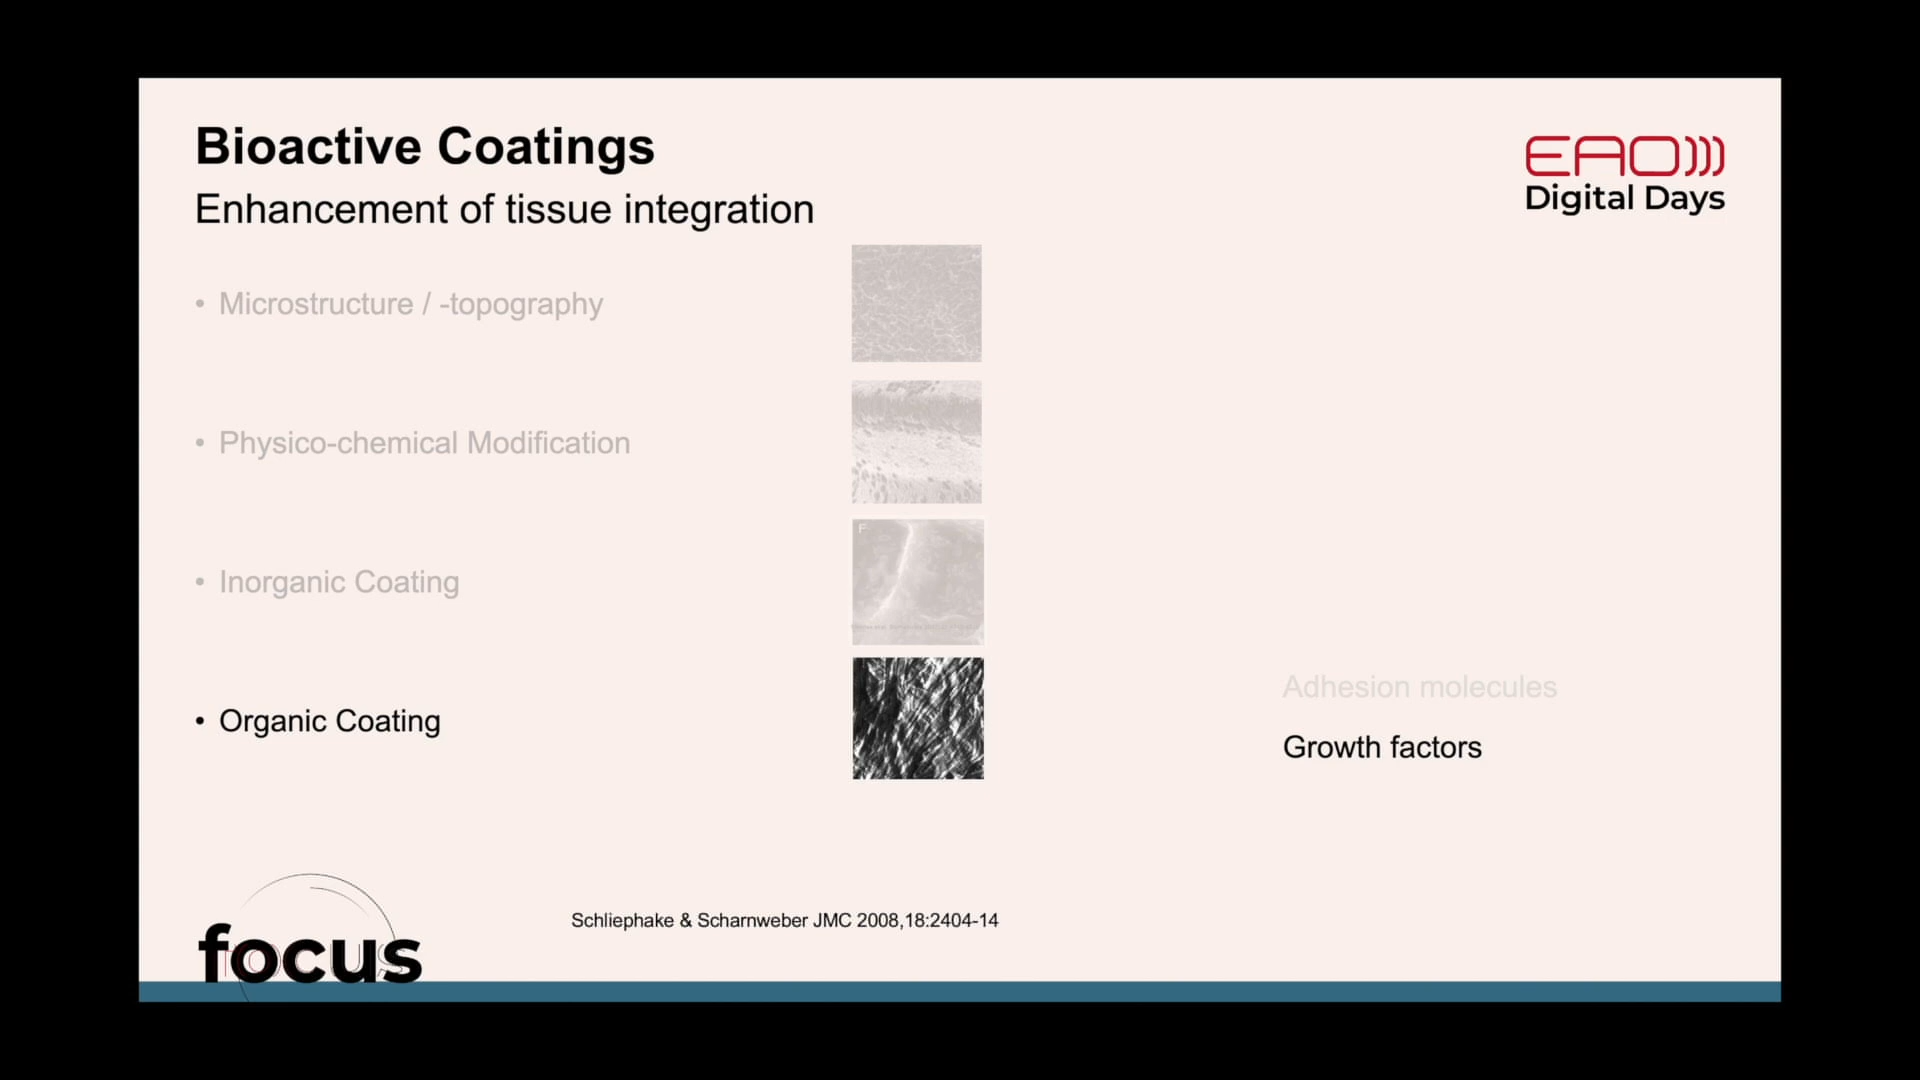 Bioactive Coatings
Enhancement of tissue integration
EAO
Digital Days
• Microstructure / -topography
• Physico-chemical Modification
F
• Inorganic Coating
Adhesion molecules
• Organic Coating
Growth factors
Schliephake & Scharnweber JMC 2008,18:2404-14
focus